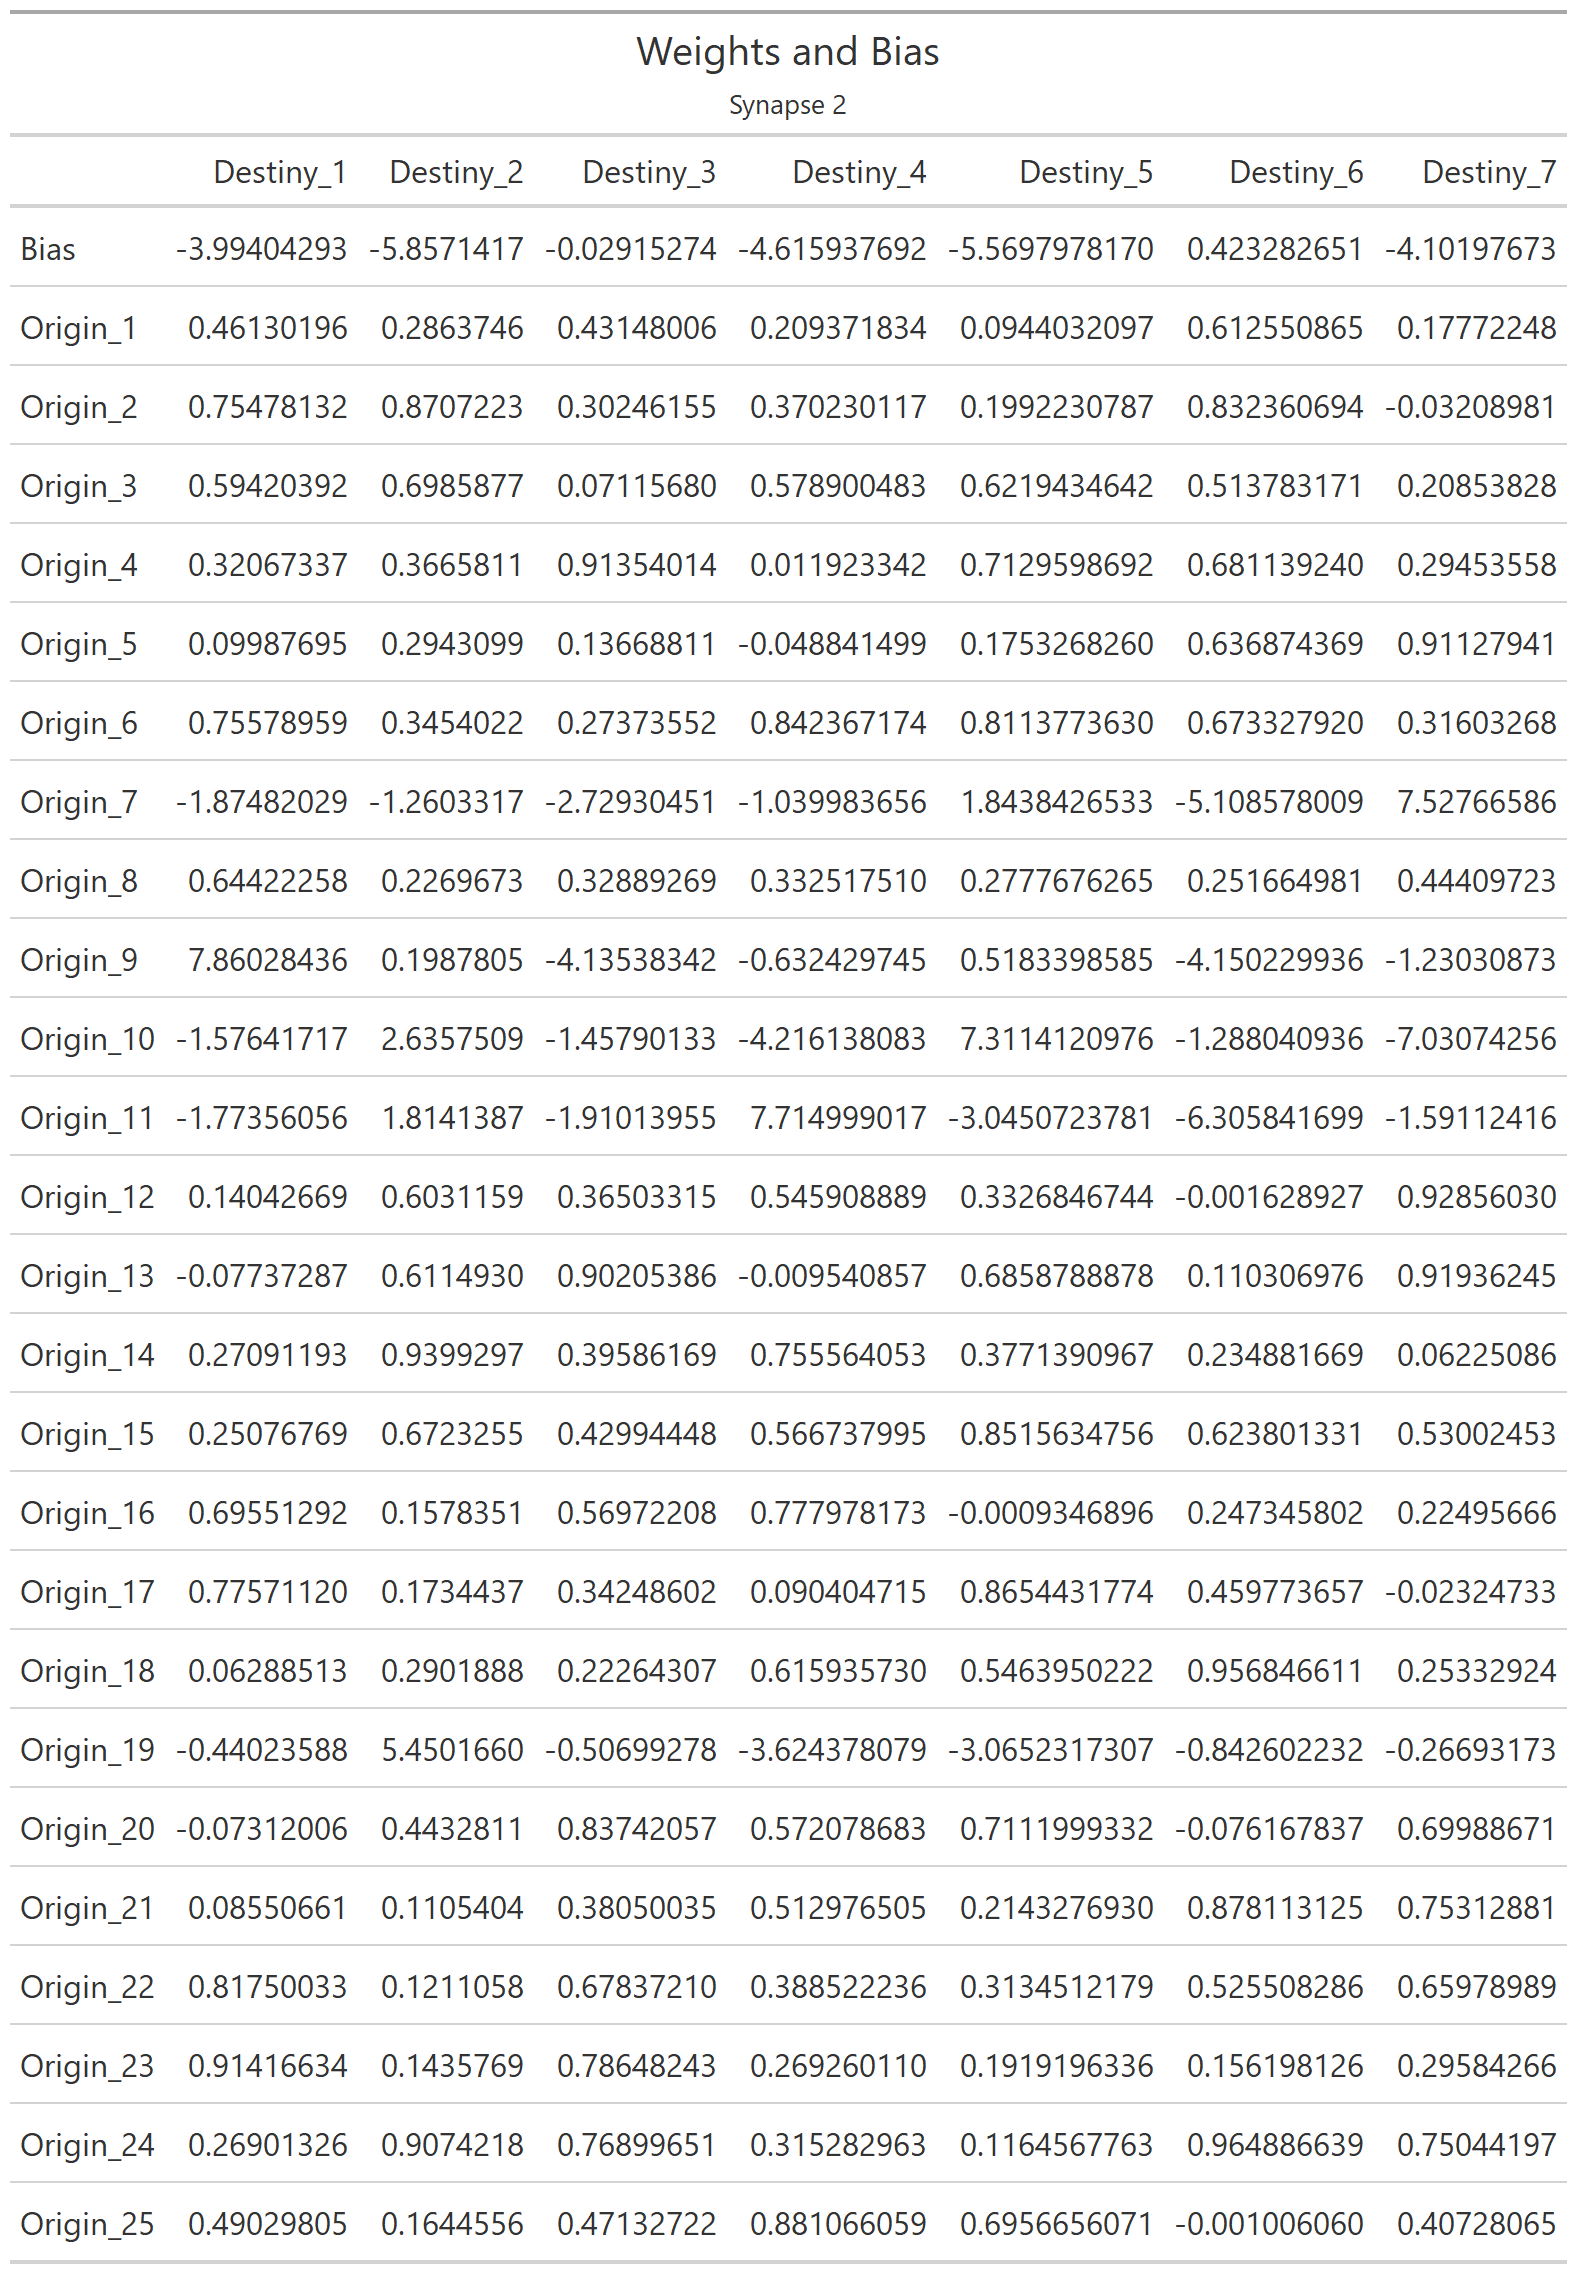 Weights and Bias
Synapse 2
Destiny_1 Destiny_2 Destiny_3 Destiny_4 Destiny_5 Destiny_6 Destiny_7
Bias -3.99404293 -5.8571417 -0.02915274 -4.615937692 -5.5697978170 0.423282651 -4.10197673
Origin_1 0.46130196 0.2863746 0.43148006 0.209371834 0.0944032097 0.612550865 0.17772248
Origin_2 0.75478132 0.8707223 0.30246155 0.370230117 0.1992230787 0.832360694 -0.03208981
Origin_3 0.59420392 0.6985877 0.07115680 0.578900483 0.6219434642 0.513783171 0.20853828
Origin_4 0.32067337 0.3665811 0.91354014 0.011923342 0.7129598692 0.681139240 0.29453558
Origin_5 0.09987695 0.2943099 0.13668811 -0.048841499 0.1753268260 0.636874369 0.91127941
Origin_6 0.75578959 0.3454022 0.27373552 0.842367174 0.8113773630 0.673327920 0.31603268
Origin_7 -1.87482029 -1.2603317 -2.72930451 -1.039983656 1.8438426533 -5.108578009 7.52766586
Origin_8 0.64422258 0.2269673 0.32889269 0.332517510 0.2777676265 0.251664981 0.44409723
Origin_9 7.86028436 0.1987805 -4.13538342 -0.632429745 0.5183398585 -4.150229936 -1.23030873
Origin_10 -1.57641717 2.6357509 -1.45790133 -4.216138083 7.3114120976 -1.288040936 -7.03074256
Origin_11 -1.77356056 1.8141387 -1.91013955 7.714999017 -3.0450723781 -6.305841699 -1.59112416
Origin_12 0.14042669 0.6031159 0.36503315 0.545908889 0.3326846744 -0.001628927 0.92856030
Origin_13 -0.07737287 0.6114930 0.90205386 -0.009540857 0.6858788878 0.110306976 0.91936245
Origin_14 0.27091193 0.9399297 0.39586169 0.755564053 0.3771390967 0.234881669 0.06225086
Origin_15 0.25076769 0.6723255 0.42994448 0.566737995 0.8515634756 0.623801331 0.53002453
Origin_16 0.69551292 0.1578351 0.56972208 0.777978173 -0.0009346896 0.247345802 0.22495666
Origin_17 0.77571120 0.1734437 0.34248602 0.090404715 0.8654431774 0.459773657 -0.02324733
Origin_18 0.06288513 0.2901888 0.22264307 0.615935730 0.5463950222 0.956846611 0.25332924
Origin_19 -0.44023588 5.4501660 -0.50699278 -3.624378079 -3.0652317307 -0.842602232 -0.26693173
Origin_20 -0.07312006 0.4432811 0.83742057 0.572078683 0.7111999332 -0.076167837 0.69988671
Origin_21 0.08550661 0.1105404 0.38050035 0.512976505 0.2143276930 0.878113125 0.75312881
Origin_22 0.81750033 0.1211058 0.67837210 0.388522236 0.3134512179 0.525508286 0.65978989
Origin_23 0.91416634 0.1435769 0.78648243 0.269260110 0.1919196336 0.156198126 0.29584266
Origin_24 0.26901326 0.9074218 0.76899651 0.315282963 0.1164567763 0.964886639 0.75044197
Origin_25 0.49029805 0.1644556 0.47132722 0.881066059 0.6956656071 -0.001006060 0.40728065